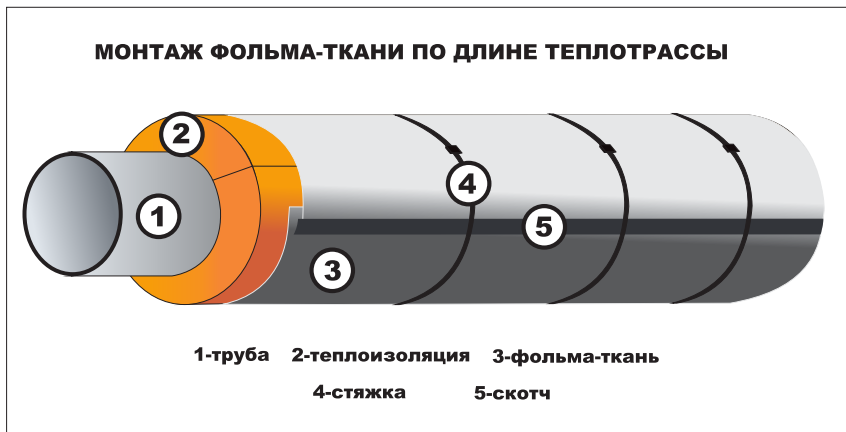 МОНТАЖ ФОЛЬМА-ТКАНИ ПО ДЛИНЕ ТЕПЛОТРАССЫ
2
1
4
5
3
1-труба 2-теплоизоляция 3-фольма-ткань
4-стяжка 5-скотч